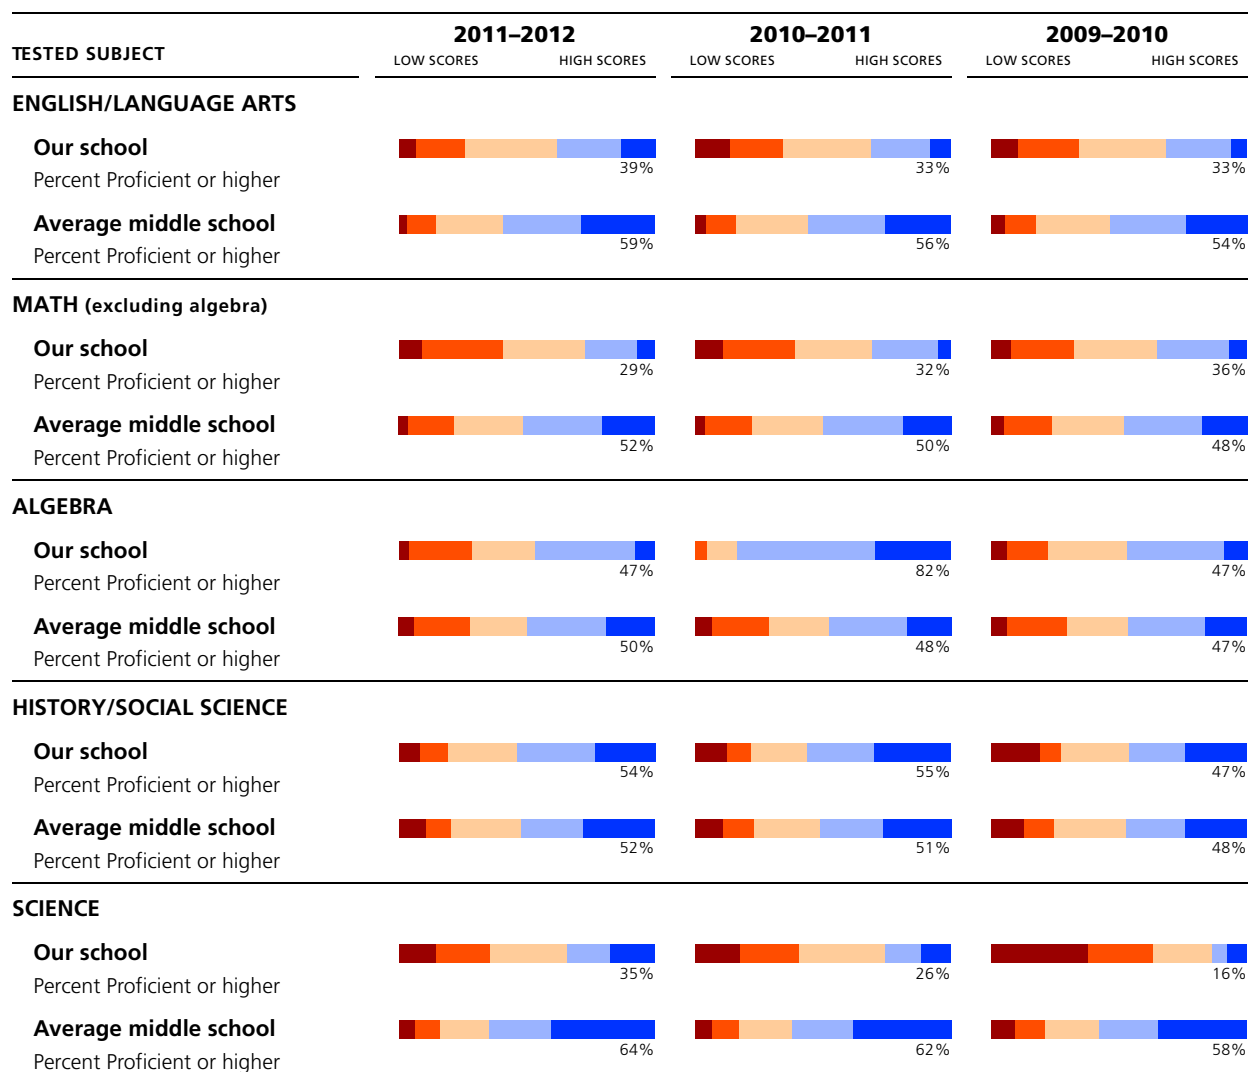 2011–2012 2010–2011 2009–2010
TESTED SUBJECT LOW SCORES HIGH SCORES LOW SCORES HIGH SCORES LOW SCORES HIGH SCORES
ENGLISH/LANGUAGE ARTS
Our school
39% 33% 33%
Percent Proficient or higher
Average middle school
59% 56% 54%
Percent Proficient or higher
MATH (excluding algebra)
Our school
29% 32% 36%
Percent Proficient or higher
Average middle school
52% 50% 48%
Percent Proficient or higher
ALGEBRA
Our school
47% 82% 47%
Percent Proficient or higher
Average middle school
50% 48% 47%
Percent Proficient or higher
HISTORY/SOCIAL SCIENCE
Our school
54% 55% 47%
Percent Proficient or higher
Average middle school
52% 51% 48%
Percent Proficient or higher
SCIENCE
Our school
35% 26% 16%
Percent Proficient or higher
Average middle school
64% 62% 58%
Percent Proficient or higher